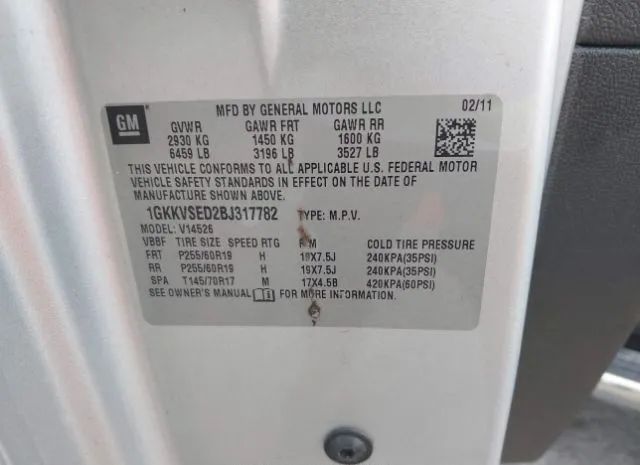 GM
MFD BY GENERAL MOTORS LLC 02/11
GVWR GAWR FRT GAWR RR
2930 KG 1450 KG 1600 KG
6459 LB 3196 LB 3527 LB
THIS VEHICLE CONFORMS TO ALL APPLICABLE U.S. FEDERAL MOTOR
VEHICLE SAFETY STANDARDS IN EFFECT ON THE DATE OF
MANUFACTURE SHOWN ABOVE.
1GKKVSED2BJ317782 TYPE: M.P.V.
MODEL: V14526
VBBF TIRE SIZE SPEED RTG RIM COLD TIRE PRESSURE
FRT P255/60R19 H 19X7.5J 240KPA(35PSI)
RR P255/60R19 H 19X7.5J 240KPA(35PSI)
SPA T145/70R17 M 17X4.5B 420KPA(60PSI)
SEE OWNER'S MANUAL FOR MORE INFORMATION.